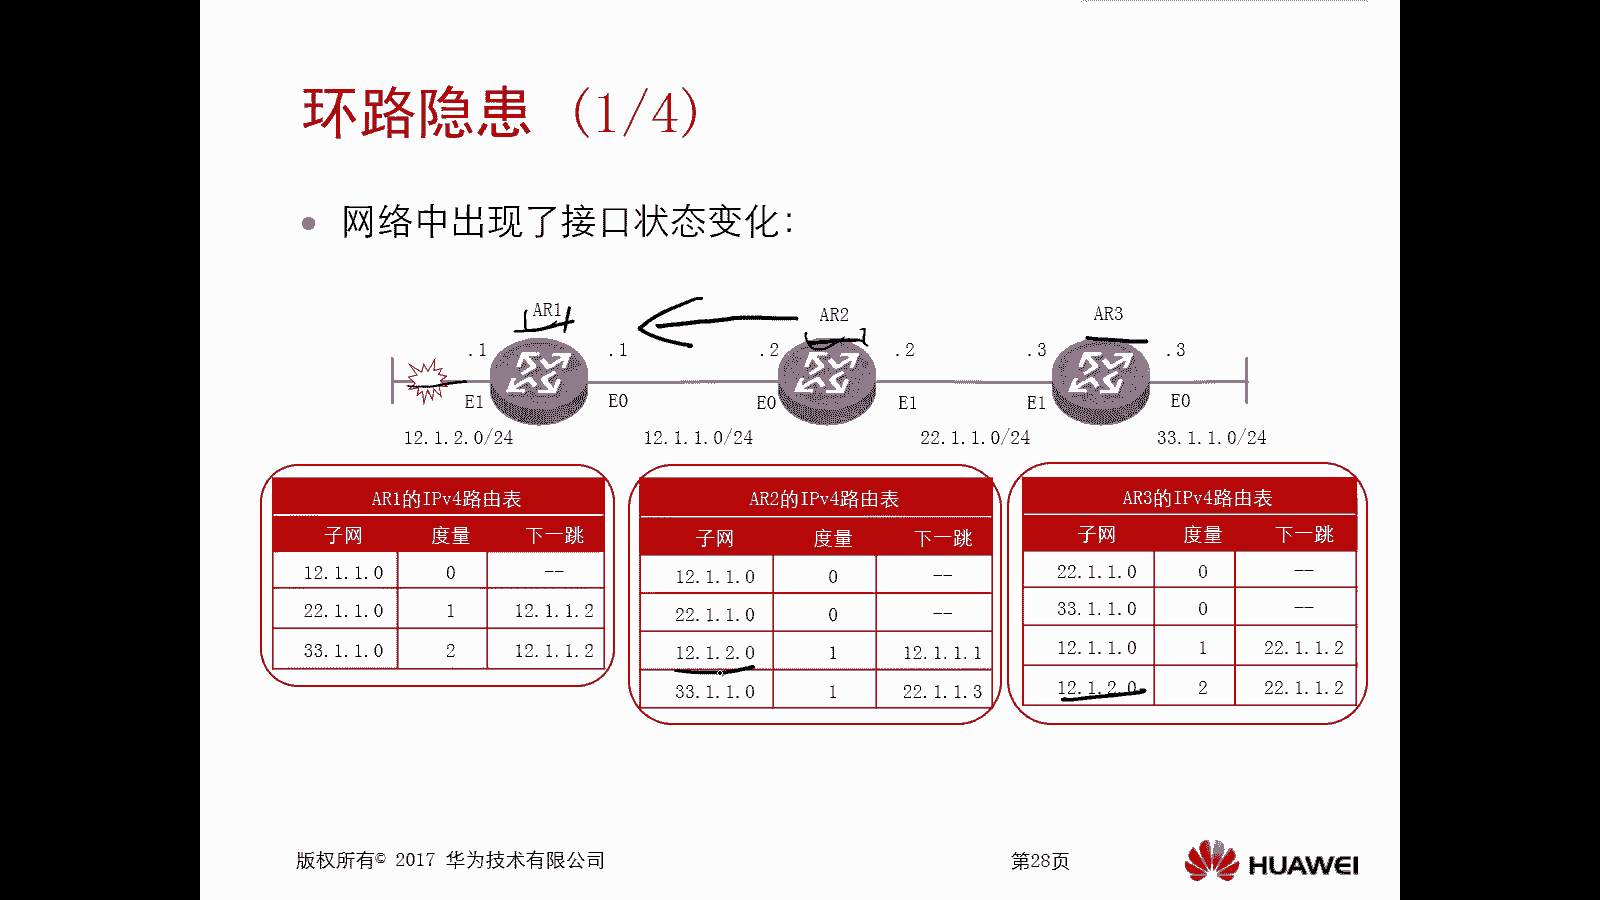 环路隐患 (1/4)
● 网络中出现了接口状态变化:
AR1 AR2 AR3
.1 .1 .2 .2 .3 .3
E1 E0 E0 E1 E1 E0
12.1.2.0/24 12.1.1.0/24 22.1.1.0/24 33.1.1.0/24
AR1的IPv4路由表
子网 度量 下一跳
12.1.1.0 0 --
22.1.1.0 1 12.1.1.2
33.1.1.0 2 12.1.1.2
AR2的IPv4路由表
子网 度量 下一跳
12.1.1.0 0 --
22.1.1.0 0 --
12.1.2.0 1 12.1.1.1
33.1.1.0 1 22.1.1.3
AR3的IPv4路由表
子网 度量 下一跳
22.1.1.0 0 --
33.1.1.0 0 --
12.1.1.0 1 22.1.1.2
12.1.2.0 2 22.1.1.2
版权所有© 2017 华为技术有限公司
第28页
HUAWEI